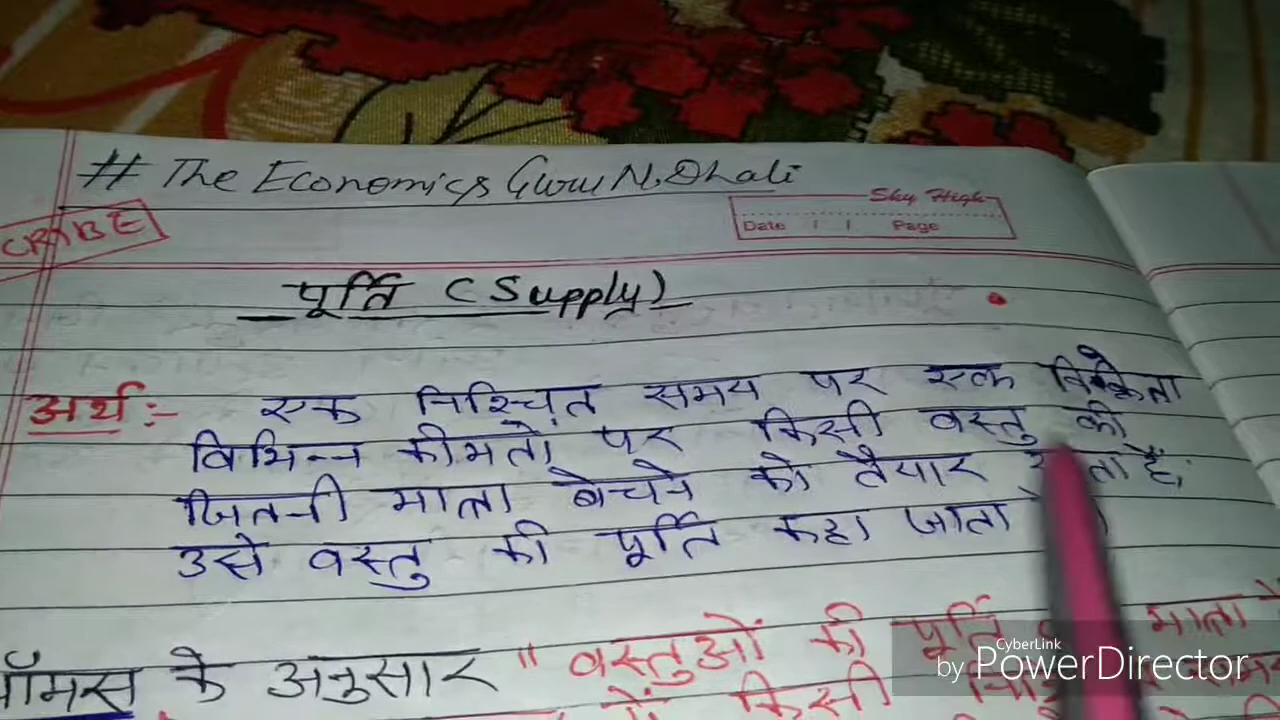 # The Economics Guru N. Dhali
CRIBE
Sky High
Date Page
पूर्ति (Supply)
अर्थ:- एक निश्चित समय पर एक विक्रेता
विभिन्न कीमतों पर किसी वस्तु की
जितनी मात्रा बेचने को तैयार है;
उसे वस्तु की पूर्ति कहा जाता
के अनुसार " वस्तुओं की पूर्ति मात्रा
किसी
CyberLink
by PowerDirector